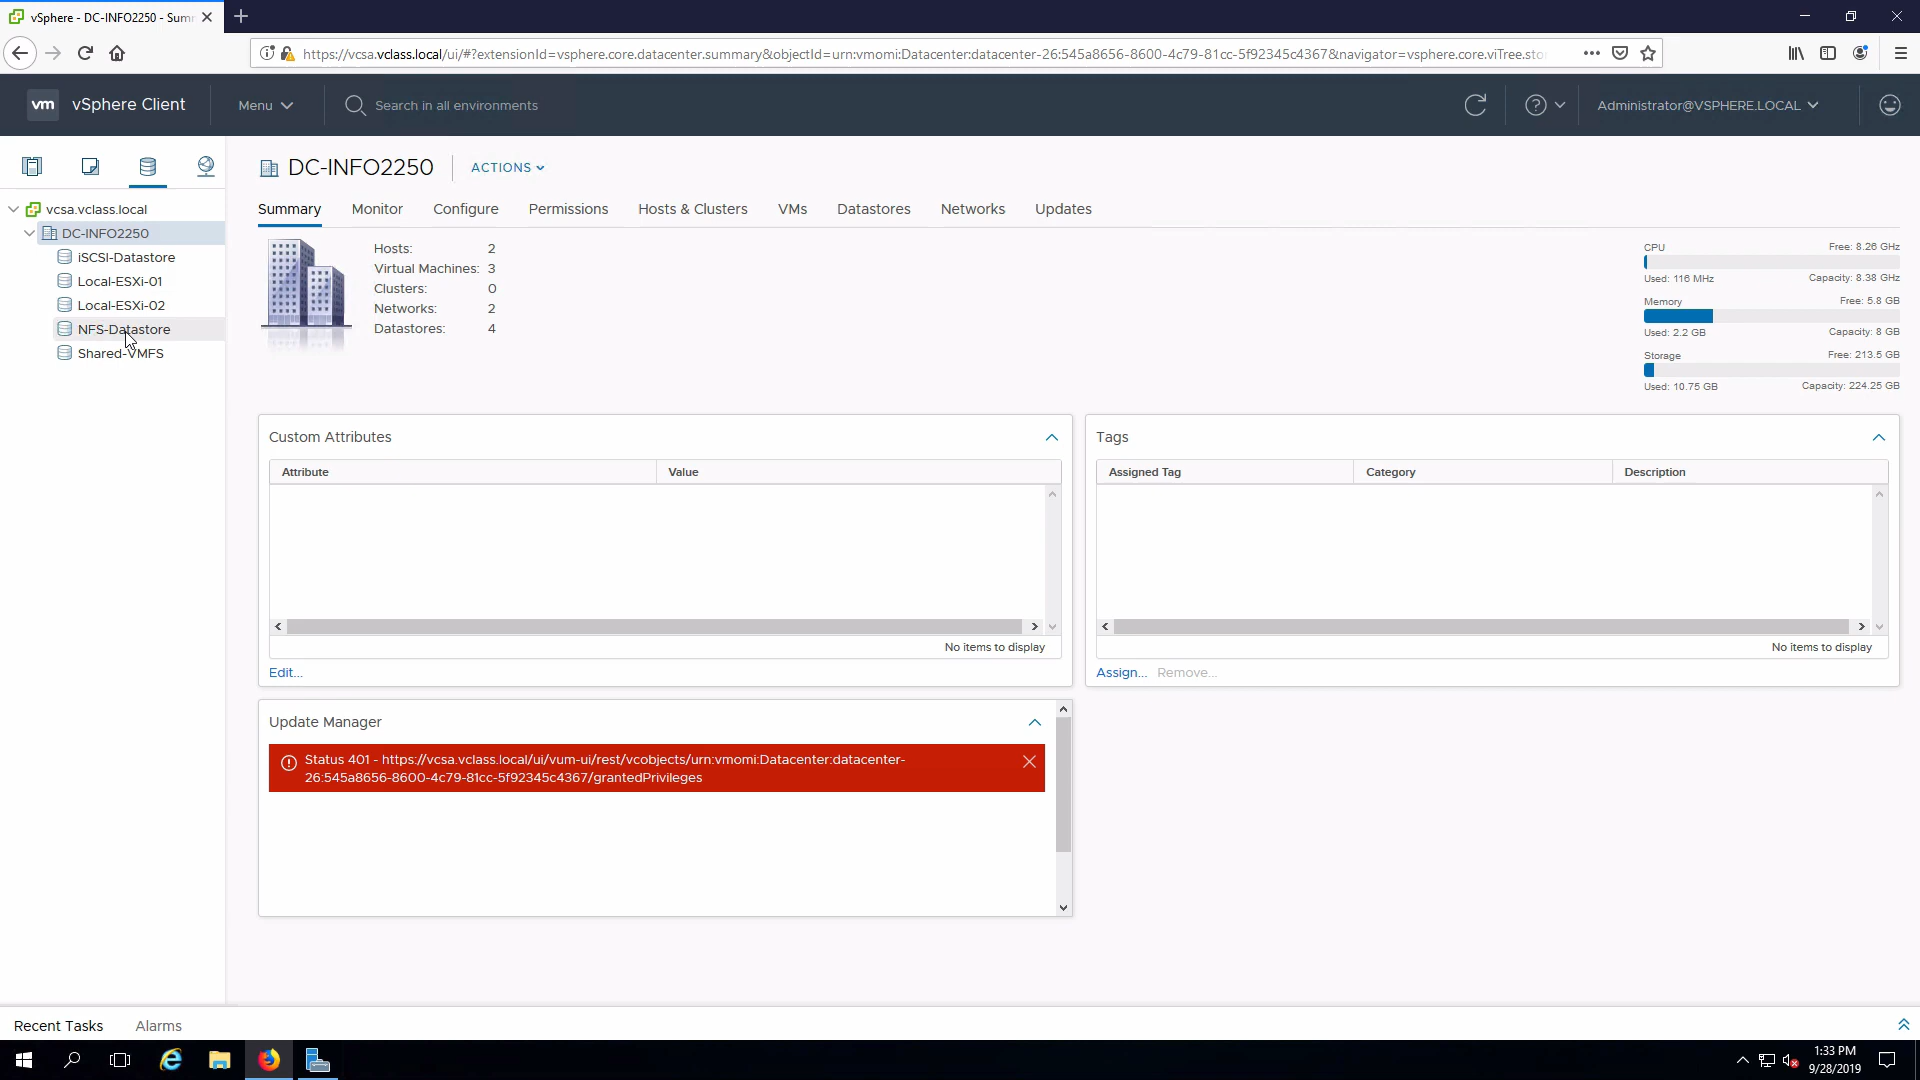 vSphere - DC-INFO2250 - Sum
https://vcsa.vclass.local/ui/#?extensionId=vsphere.core.datacenter.summary&objectId=urn:vmomi:Datacenter:datacenter-26:545a8656-8600-4c79-81cc-5f92345c4367&navigator=vsphere.core.viTree.sto
vm vSphere Client Menu Search in all environments Administrator@VSPHERE.LOCAL
DC-INFO2250 ACTIONS
Summary Monitor Configure Permissions Hosts & Clusters VMs Datastores Networks Updates
vcsa.vclass.local
DC-INFO2250
iSCSI-Datastore
Local-ESXi-01
Local-ESXi-02
NFS-Datastore
Shared-VMFS
Hosts: 2
Virtual Machines: 3
Clusters: 0
Networks: 2
Datastores: 4
CPU Free: 8.26 GHz
Used: 116 MHz Capacity: 8.38 GHz
Memory Free: 5.8 GB
Used: 2.2 GB Capacity: 8 GB
Storage Free: 213.5 GB
Used: 10.75 GB Capacity: 224.25 GB
Custom Attributes
Attribute Value
No items to display
Edit...
Tags
Assigned Tag Category Description
No items to display
Assign... Remove...
Update Manager
Status 401 - https://vcsa.vclass.local/ui/vum-ui/rest/vcobjects/urn:vmomi:Datacenter:datacenter-
26:545a8656-8600-4c79-81cc-5f92345c4367/grantedPrivileges
Recent Tasks Alarms
1:33 PM
9/28/2019